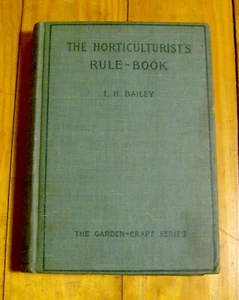 THE HORTICULTURIST'S
RULE-BOOK
L. H. BAILEY
THE GARDEN-CRAFT SERIES